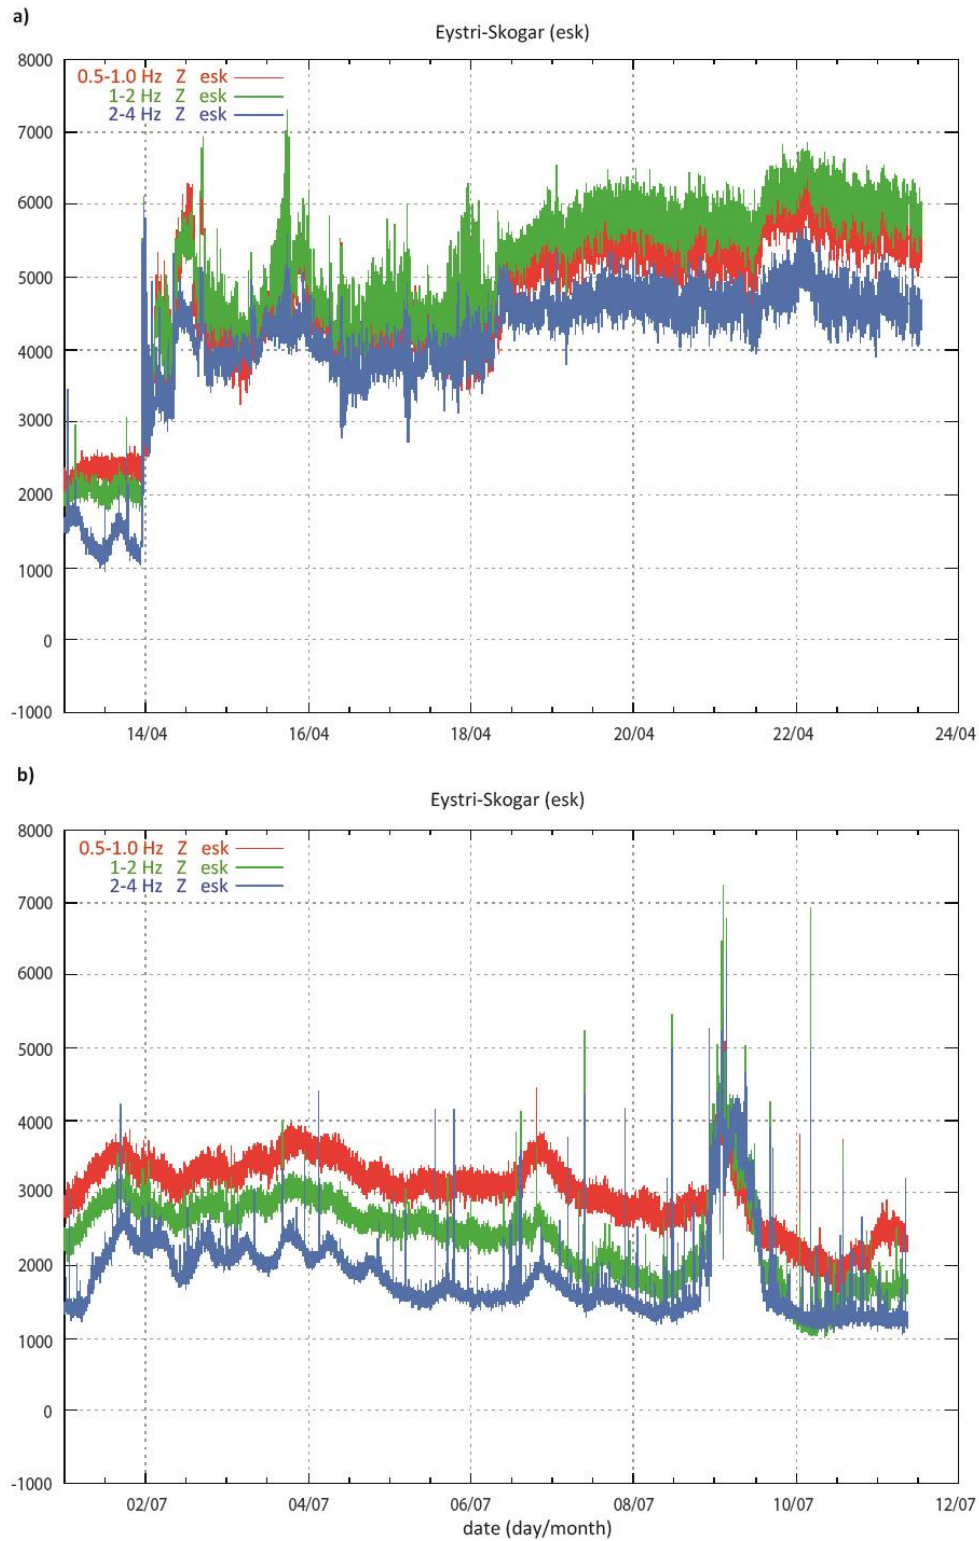 a)
Eystri-Skogar (esk)
8000
0.5-1.0 Hz Z esk
1-2 Hz Z esk
2-4 Hz Z esk
7000
6000
5000
4000
3000
2000
1000
0
-1000
14/04 16/04 18/04 20/04 22/04 24/04
b)
Eystri-Skogar (esk)
8000
0.5-1.0 Hz Z esk
1-2 Hz Z esk
2-4 Hz Z esk
7000
6000
5000
4000
3000
2000
1000
0
-1000
02/07 04/07 06/07 08/07 10/07 12/07
date (day/month)